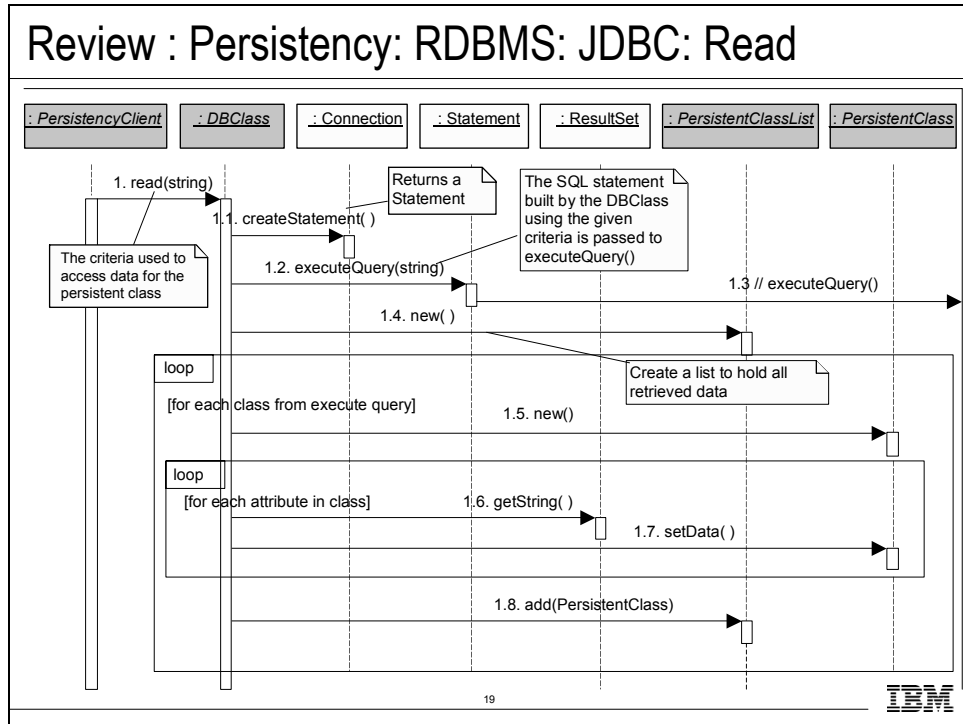 Review : Persistency: RDBMS: JDBC: Read
: PersistencyClient
: DBClass
: Connection
: Statement
: ResultSet
: PersistentClassList
: PersistentClass
1. read(string)
Returns a
Statement
The SQL statement
built by the DBClass
using the given
criteria is passed to
executeQuery()
1.1. createStatement( )
The criteria used to
access data for the
persistent class
1.2. executeQuery(string)
1.3 // executeQuery()
1.4. new( )
loop
Create a list to hold all
retrieved data
[for each class from execute query]
1.5. new()
loop
[for each attribute in class]
1.6. getString( )
1.7. setData( )
1.8. add(PersistentClass)
19
IBM